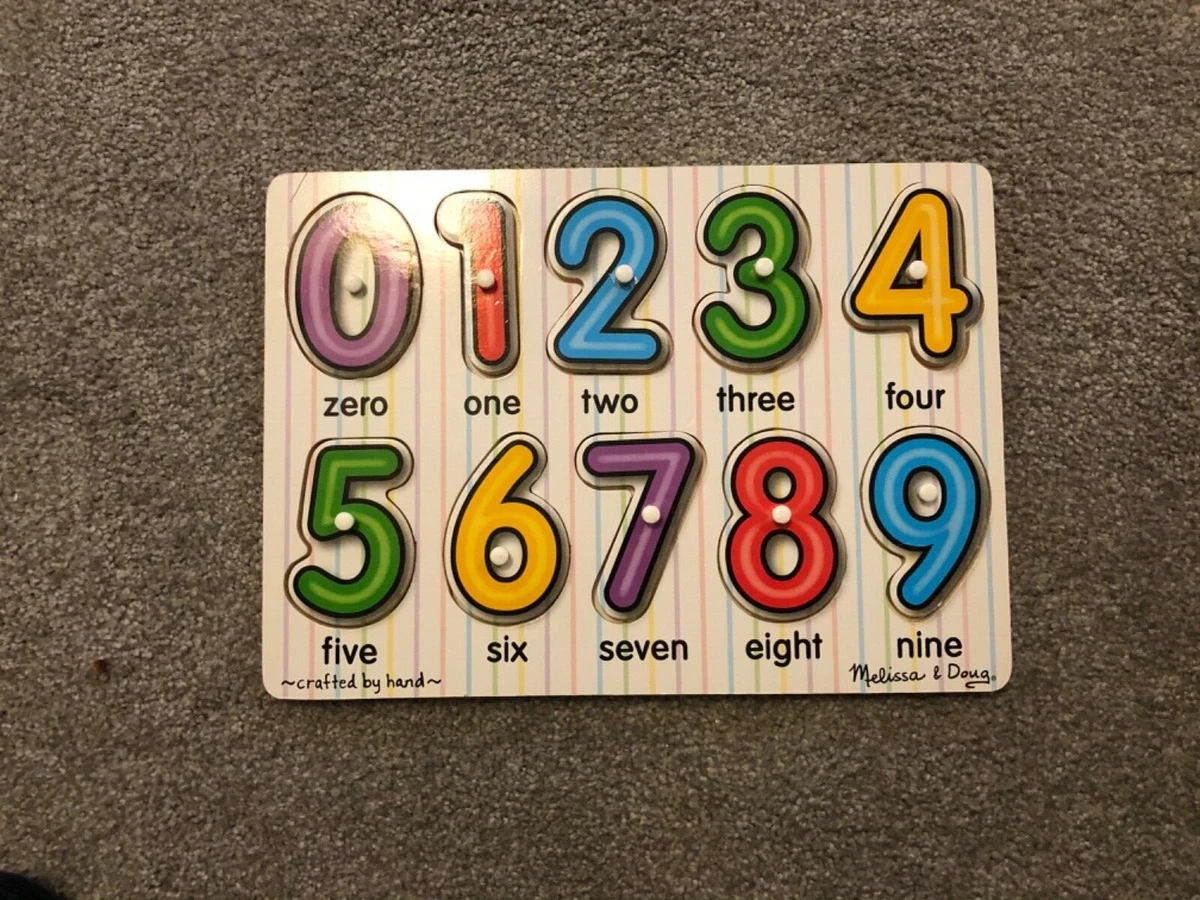 0 1 2 3 4
zero one two three four
5 6 7 8 9
five six seven eight nine
~crafted by hand~ Melissa & Doug®